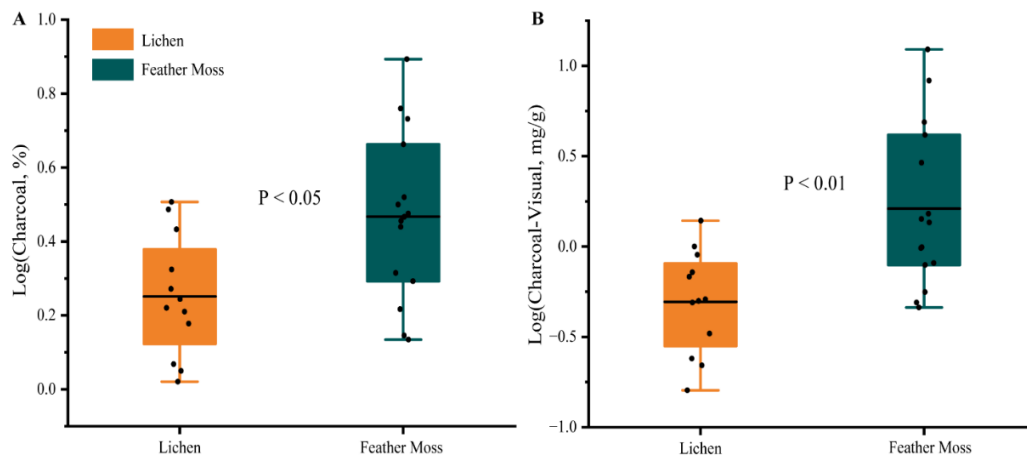 A
Log(Charcoal, %)
1.0
0.8
0.6
0.4
0.2
0.0
Lichen
Feather Moss
P < 0.05
Lichen
Feather Moss
B
Log(Charcoal-Visual, mg/g)
1.0
0.5
0.0
−0.5
−1.0
P < 0.01
Lichen
Feather Moss